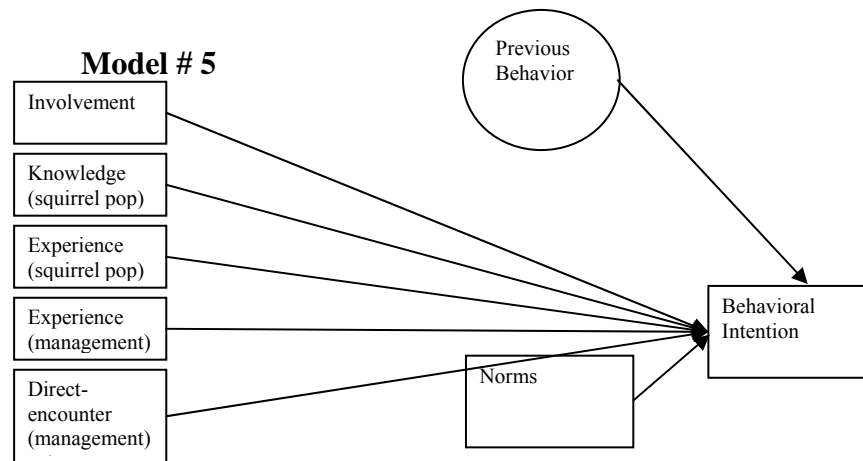 Model # 5
Previous
Behavior
Involvement
Knowledge
(squirrel pop)
Experience
(squirrel pop)
Experience
(management)
Direct-
encounter
(management)
Norms
Behavioral
Intention